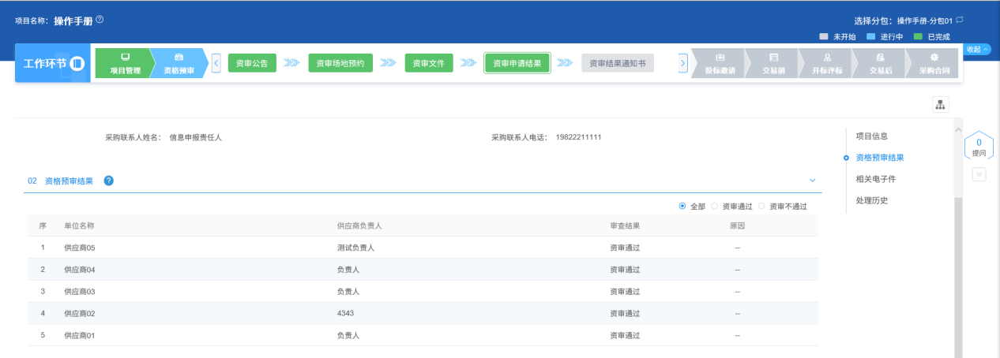 项目名称： 操作手册
选择分包： 操作手册-分包01
未开始 进行中 已完成
收起
工作环节
项目管理
资格预审
资审公告
资审场地预约
资审文件
资审申请结果
资审结果通知书
投标邀请
交易前
开标评标
交易后
采购合同
采购联系人姓名： 信息申报责任人 采购联系人电话： 19822211111
项目信息
资格预审结果
相关电子件
处理历史
0
提问
02 资格预审结果
全部 资审通过 资审不通过
序 单位名称 供应商负责人 审查结果 原因
1 供应商05 测试负责人 资审通过 --
2 供应商04 负责人 资审通过 --
3 供应商03 负责人 资审通过 --
4 供应商02 4343 资审通过 --
5 供应商01 负责人 资审通过 --